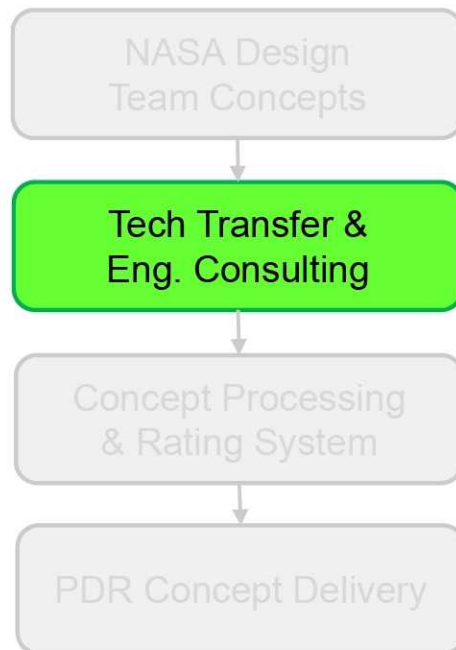 NASA Design
Team Concepts
Tech Transfer &
Eng. Consulting
Concept Processing
& Rating System
PDR Concept Delivery